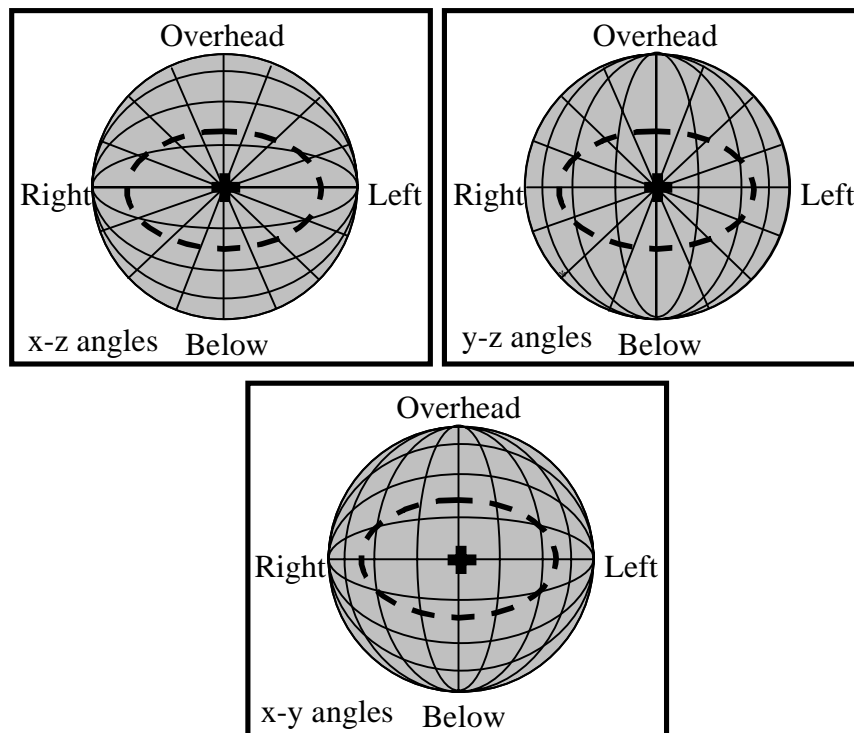 Overhead
Right Left
x-z angles Below
Overhead
Right Left
y-z angles Below
Overhead
Right Left
x-y angles Below